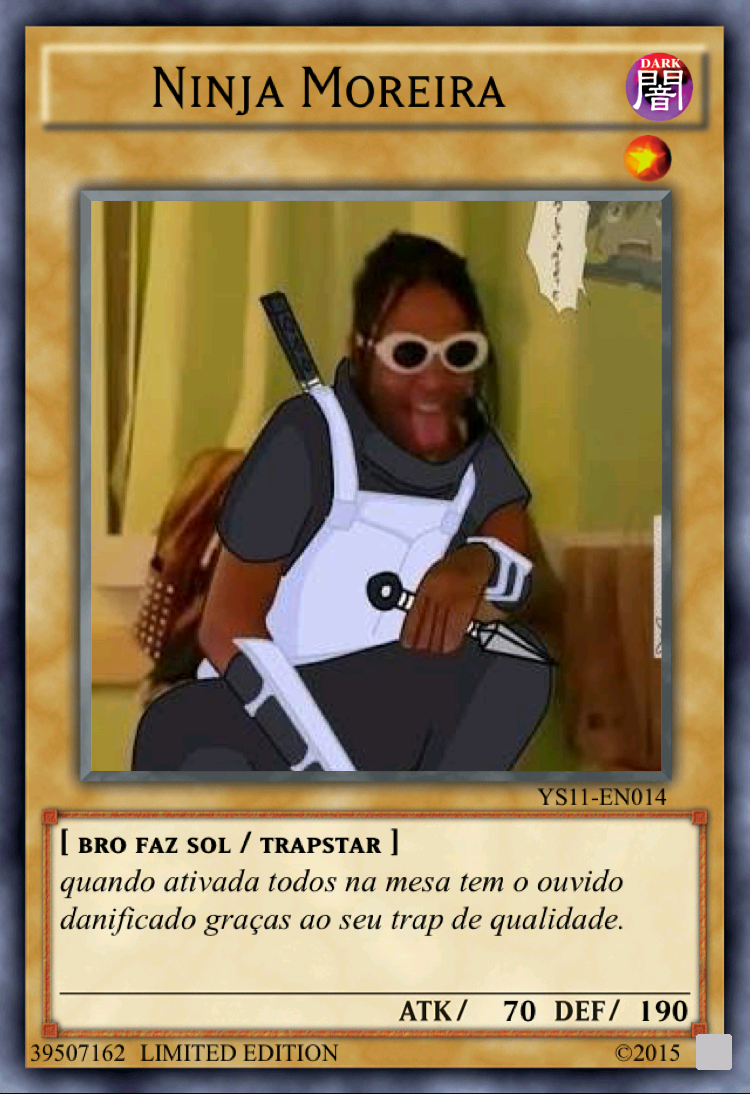 Ninja Moreira
DARK
闇
YS11-EN014
[ BRO FAZ SOL / TRAPSTAR ]
quando ativada todos na mesa tem o ouvido
danificado graças ao seu trap de qualidade.
ATK/ 70 DEF/ 190
39507162 LIMITED EDITION ©2015